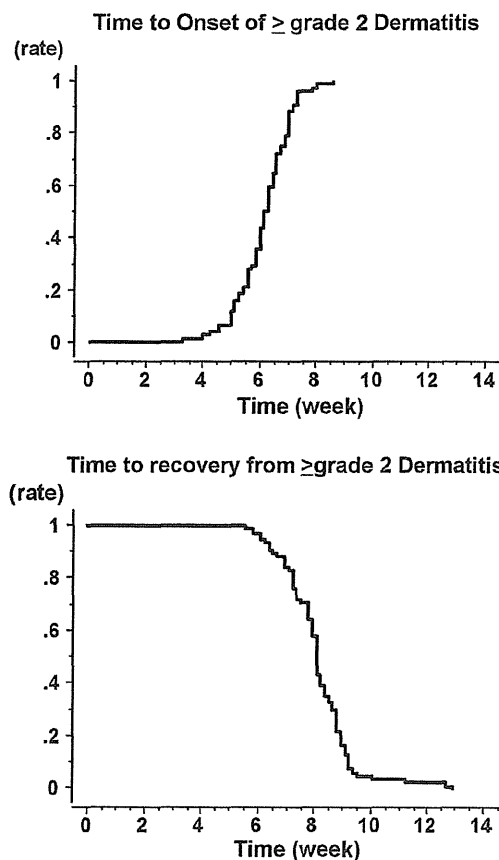 Time to Onset of ≥ grade 2 Dermatitis
(rate)
1
.8
.6
.4
.2
0
0 2 4 6 8 10 12 14
Time (week)
Time to recovery from ≥grade 2 Dermatitis
(rate)
1
.8
.6
.4
.2
0
0 2 4 6 8 10 12 14
Time (week)